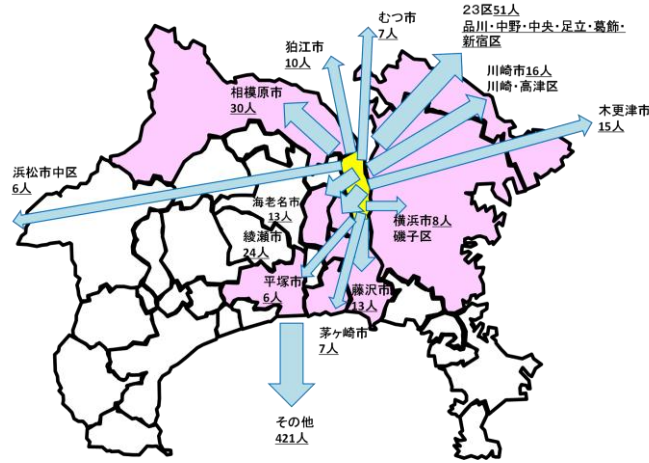 むつ市
7人
23区51人
品川・中野・中央・足立・葛飾・
新宿区
狛江市
10人
川崎市16人
川崎・高津区
相模原市
30人
木更津市
15人
浜松市中区
6人
海老名市
13人
横浜市8人
磯子区
綾瀬市
24人
平塚市
6人
藤沢市
13人
茅ヶ崎市
7人
その他
421人